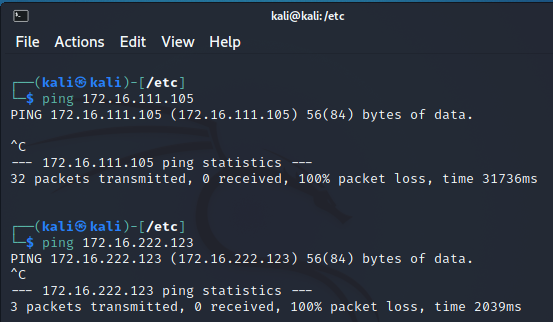 kali@kali: /etc
File Actions Edit View Help
┌──(kali㉿kali)-[/etc]
└─$ ping 172.16.111.105
PING 172.16.111.105 (172.16.111.105) 56(84) bytes of data.
^C
--- 172.16.111.105 ping statistics ---
32 packets transmitted, 0 received, 100% packet loss, time 31736ms
┌──(kali㉿kali)-[/etc]
└─$ ping 172.16.222.123
PING 172.16.222.123 (172.16.222.123) 56(84) bytes of data.
^C
--- 172.16.222.123 ping statistics ---
3 packets transmitted, 0 received, 100% packet loss, time 2039ms